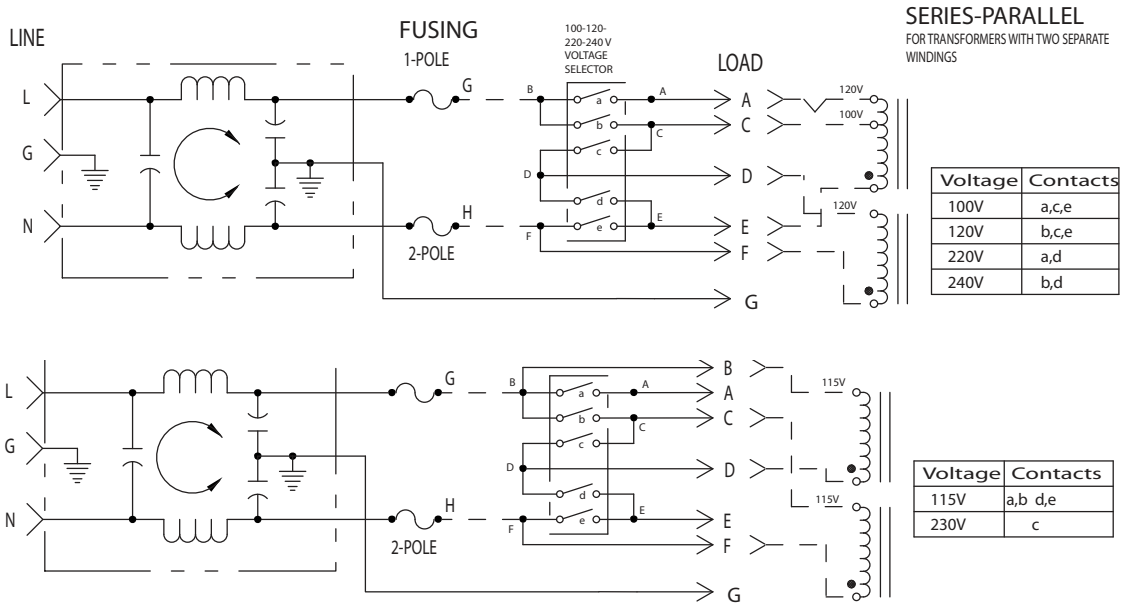 SERIES-PARALLEL
FOR TRANSFORMERS WITH TWO SEPARATE
WINDINGS
LINE
FUSING
1-POLE
100-120-
220-240 V
VOLTAGE
SELECTOR
LOAD
L
G
B
a
A
A
120V
b
C
C
100V
G
c
D
D
120V
d
N
H
E
E
e
F
F
2-POLE
G
Voltage Contacts
100V a,c,e
120V b,c,e
220V a,d
240V b,d
B
L
G
B
a
A
A
115V
b
C
C
G
c
D
D
115V
d
N
H
E
E
e
F
F
2-POLE
G
Voltage Contacts
115V a,b d,e
230V c